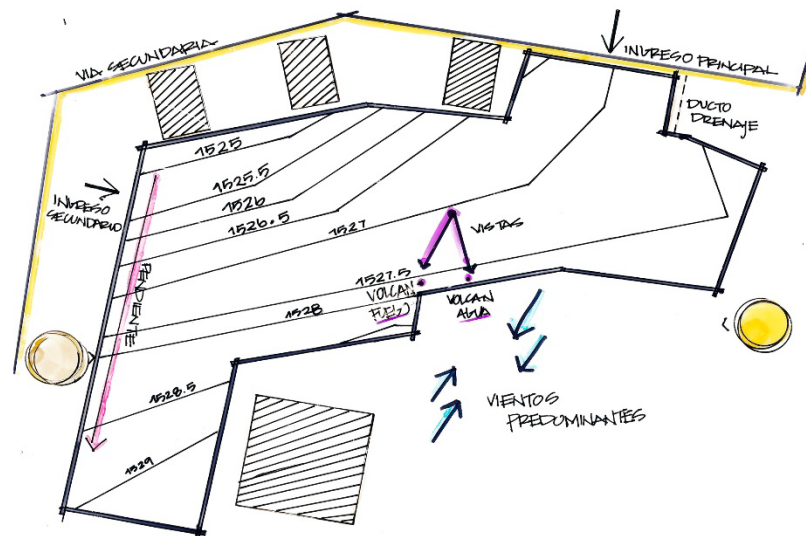 VIA SECUNDARIA
INGRESO PRINCIPAL
DUCTO
DRENAJE
1525
1525.5
1526
1526.5
1527
INGRESO
SECUNDARIO
VISTAS
PENDIENTE
1527.5
VOLCAN
FUEGO
VOLCAN
AGUA
1528
1528.5
1529
VIENTOS
PREDOMINANTES